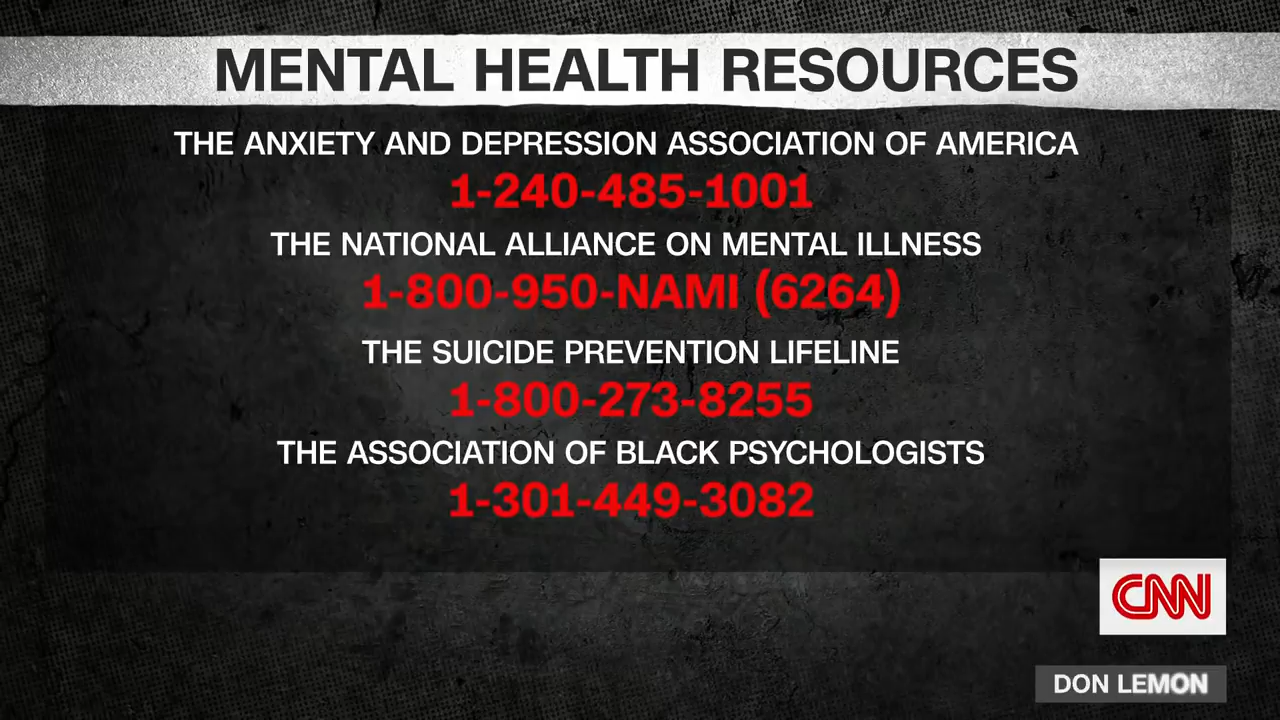 MENTAL HEALTH RESOURCES
THE ANXIETY AND DEPRESSION ASSOCIATION OF AMERICA
1-240-485-1001
THE NATIONAL ALLIANCE ON MENTAL ILLNESS
1-800-950-NAMI (6264)
THE SUICIDE PREVENTION LIFELINE
1-800-273-8255
THE ASSOCIATION OF BLACK PSYCHOLOGISTS
1-301-449-3082
CNN
DON LEMON